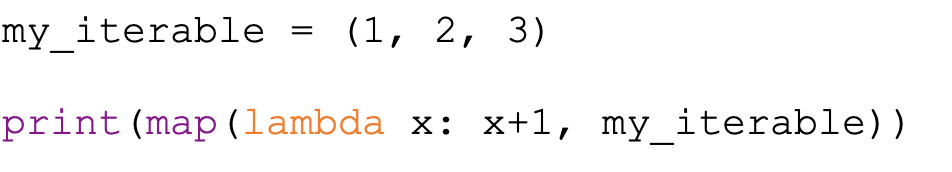 my_iterable = (1, 2, 3)
print(map(lambda x: x+1, my_iterable))